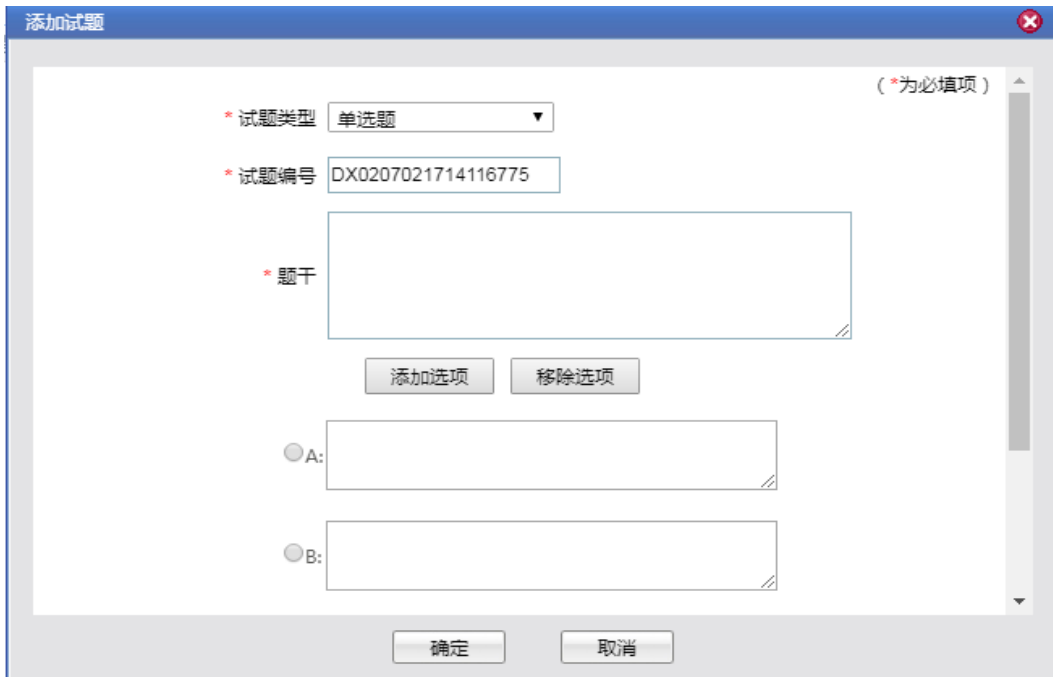 添加试题
(*为必填项)
* 试题类型 单选题
* 试题编号 DX0207021714116775
* 题干
添加选项 移除选项
A:
B:
确定 取消